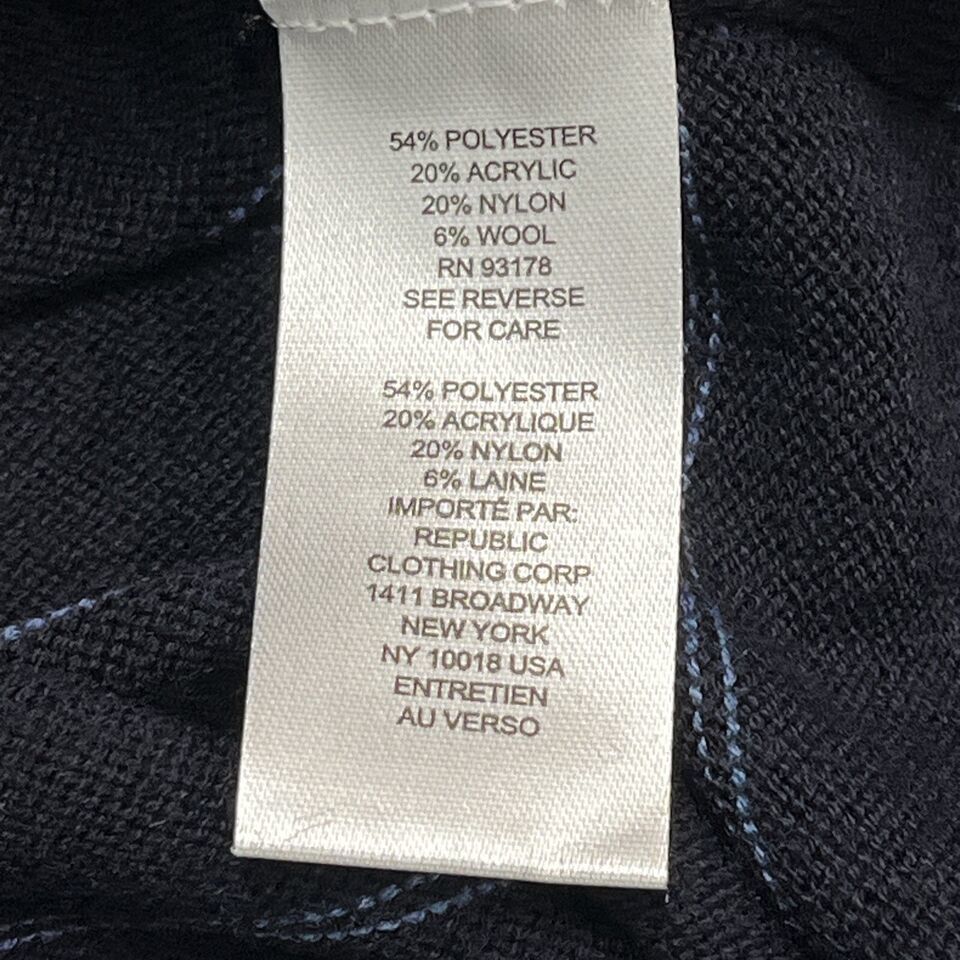 54% POLYESTER
20% ACRYLIC
20% NYLON
6% WOOL
RN 93178
SEE REVERSE
FOR CARE
54% POLYESTER
20% ACRYLIQUE
20% NYLON
6% LAINE
IMPORTÉ PAR:
REPUBLIC
CLOTHING CORP
1411 BROADWAY
NEW YORK
NY 10018 USA
ENTRETIEN
AU VERSO